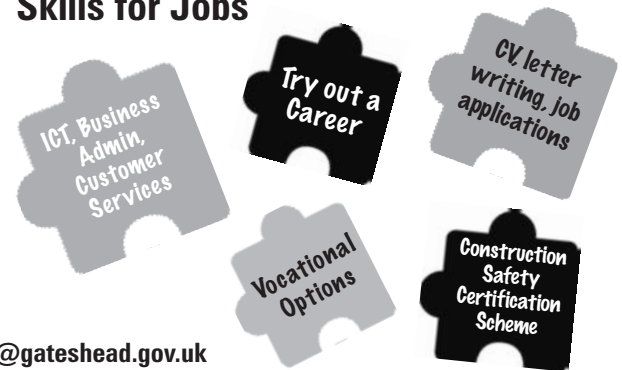 Skills for Jobs
ICT, Business
Admin,
Customer
Services
Try out a
Career
CV, letter
writing, job
applications
Vocational
Options
Construction
Safety
Certification
Scheme
@gateshead.gov.uk